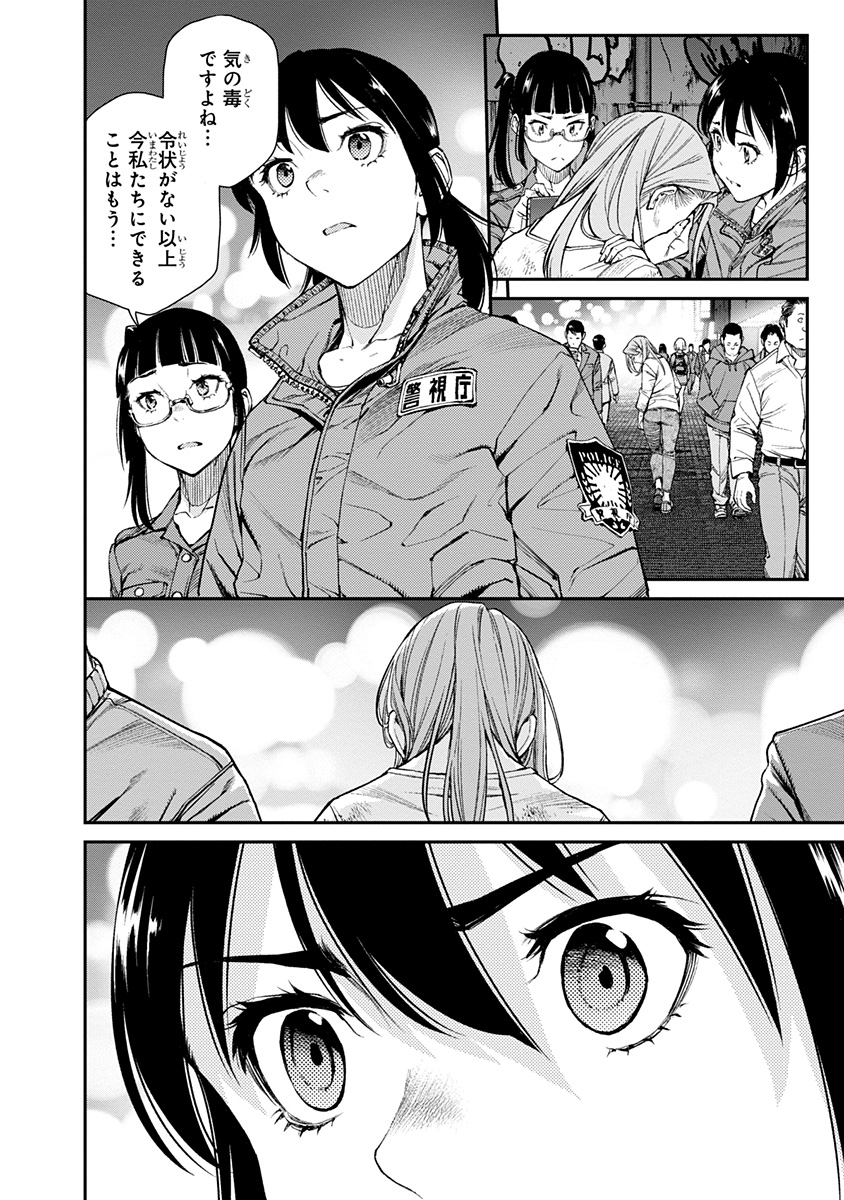 気の毒
ですよね…
令状がない以上
今私たちにできる
ことはもう…
警視庁
POLICE